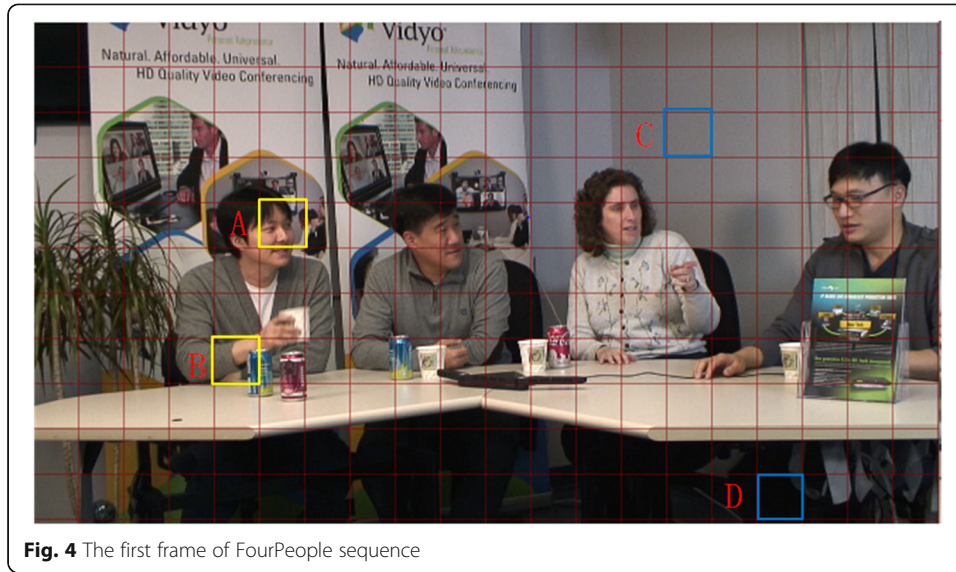 Vidyo
Vidyo
Natural. Affordable. Universal.
HD Quality Video Conferencing
Natural. Affordable. Universal.
HD Quality Video Conferencing
C
A
B
D
Fig. 4 The first frame of FourPeople sequence